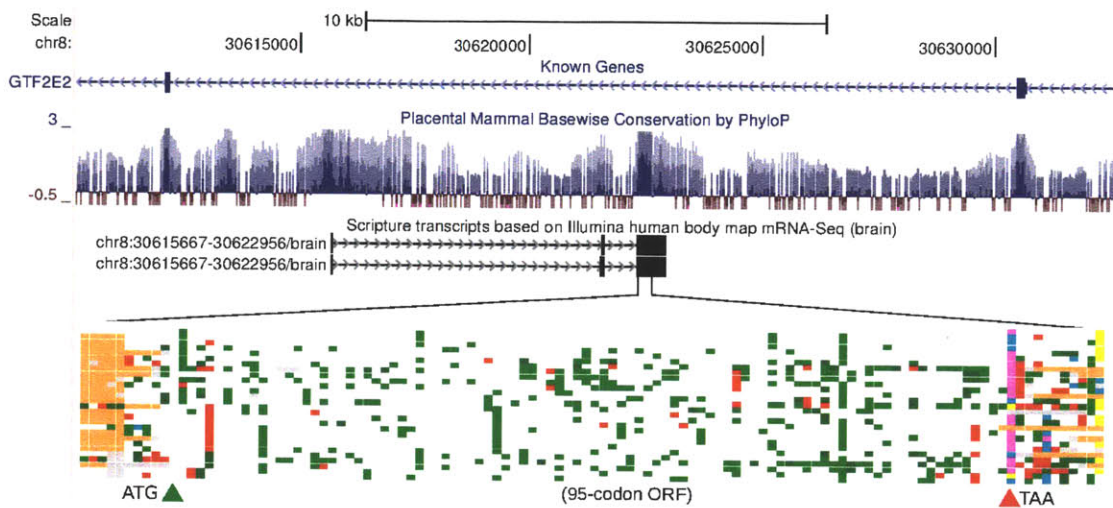 Scale
10 kb
chr8:
30615000
30620000
30625000
30630000
Known Genes
GTF2E2
3 _
Placental Mammal Basewise Conservation by PhyloP
-0.5 _
Scripture transcripts based on Illumina human body map mRNA-Seq (brain)
chr8:30615667-30622956/brain
chr8:30615667-30622956/brain
ATG
(95-codon ORF)
TAA